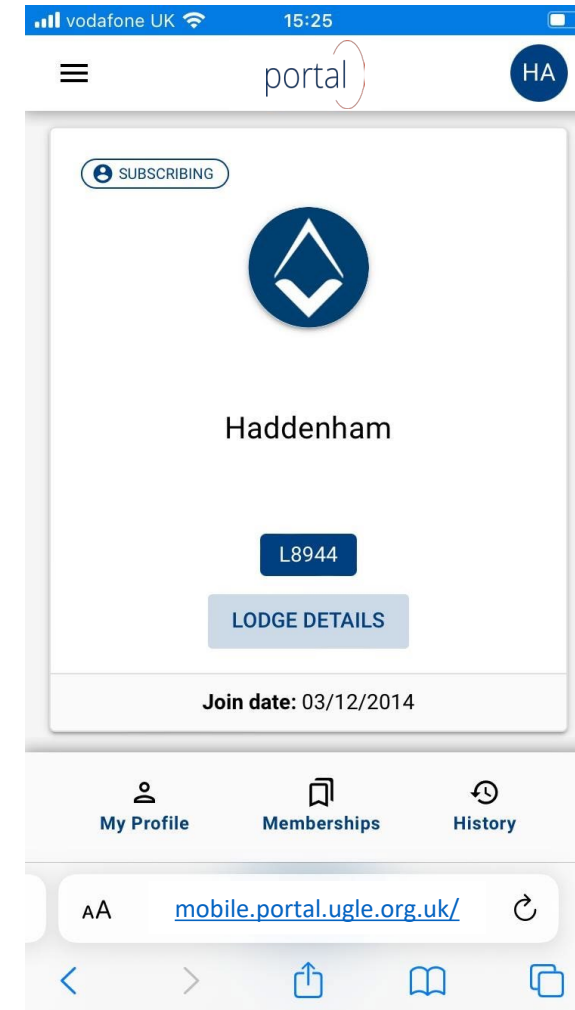 vodafone UK 15:25
portal
HA
SUBSCRIBING
Haddenham
L8944
LODGE DETAILS
Join date: 03/12/2014
My Profile Memberships History
AA mobile.portal.ugle.org.uk/